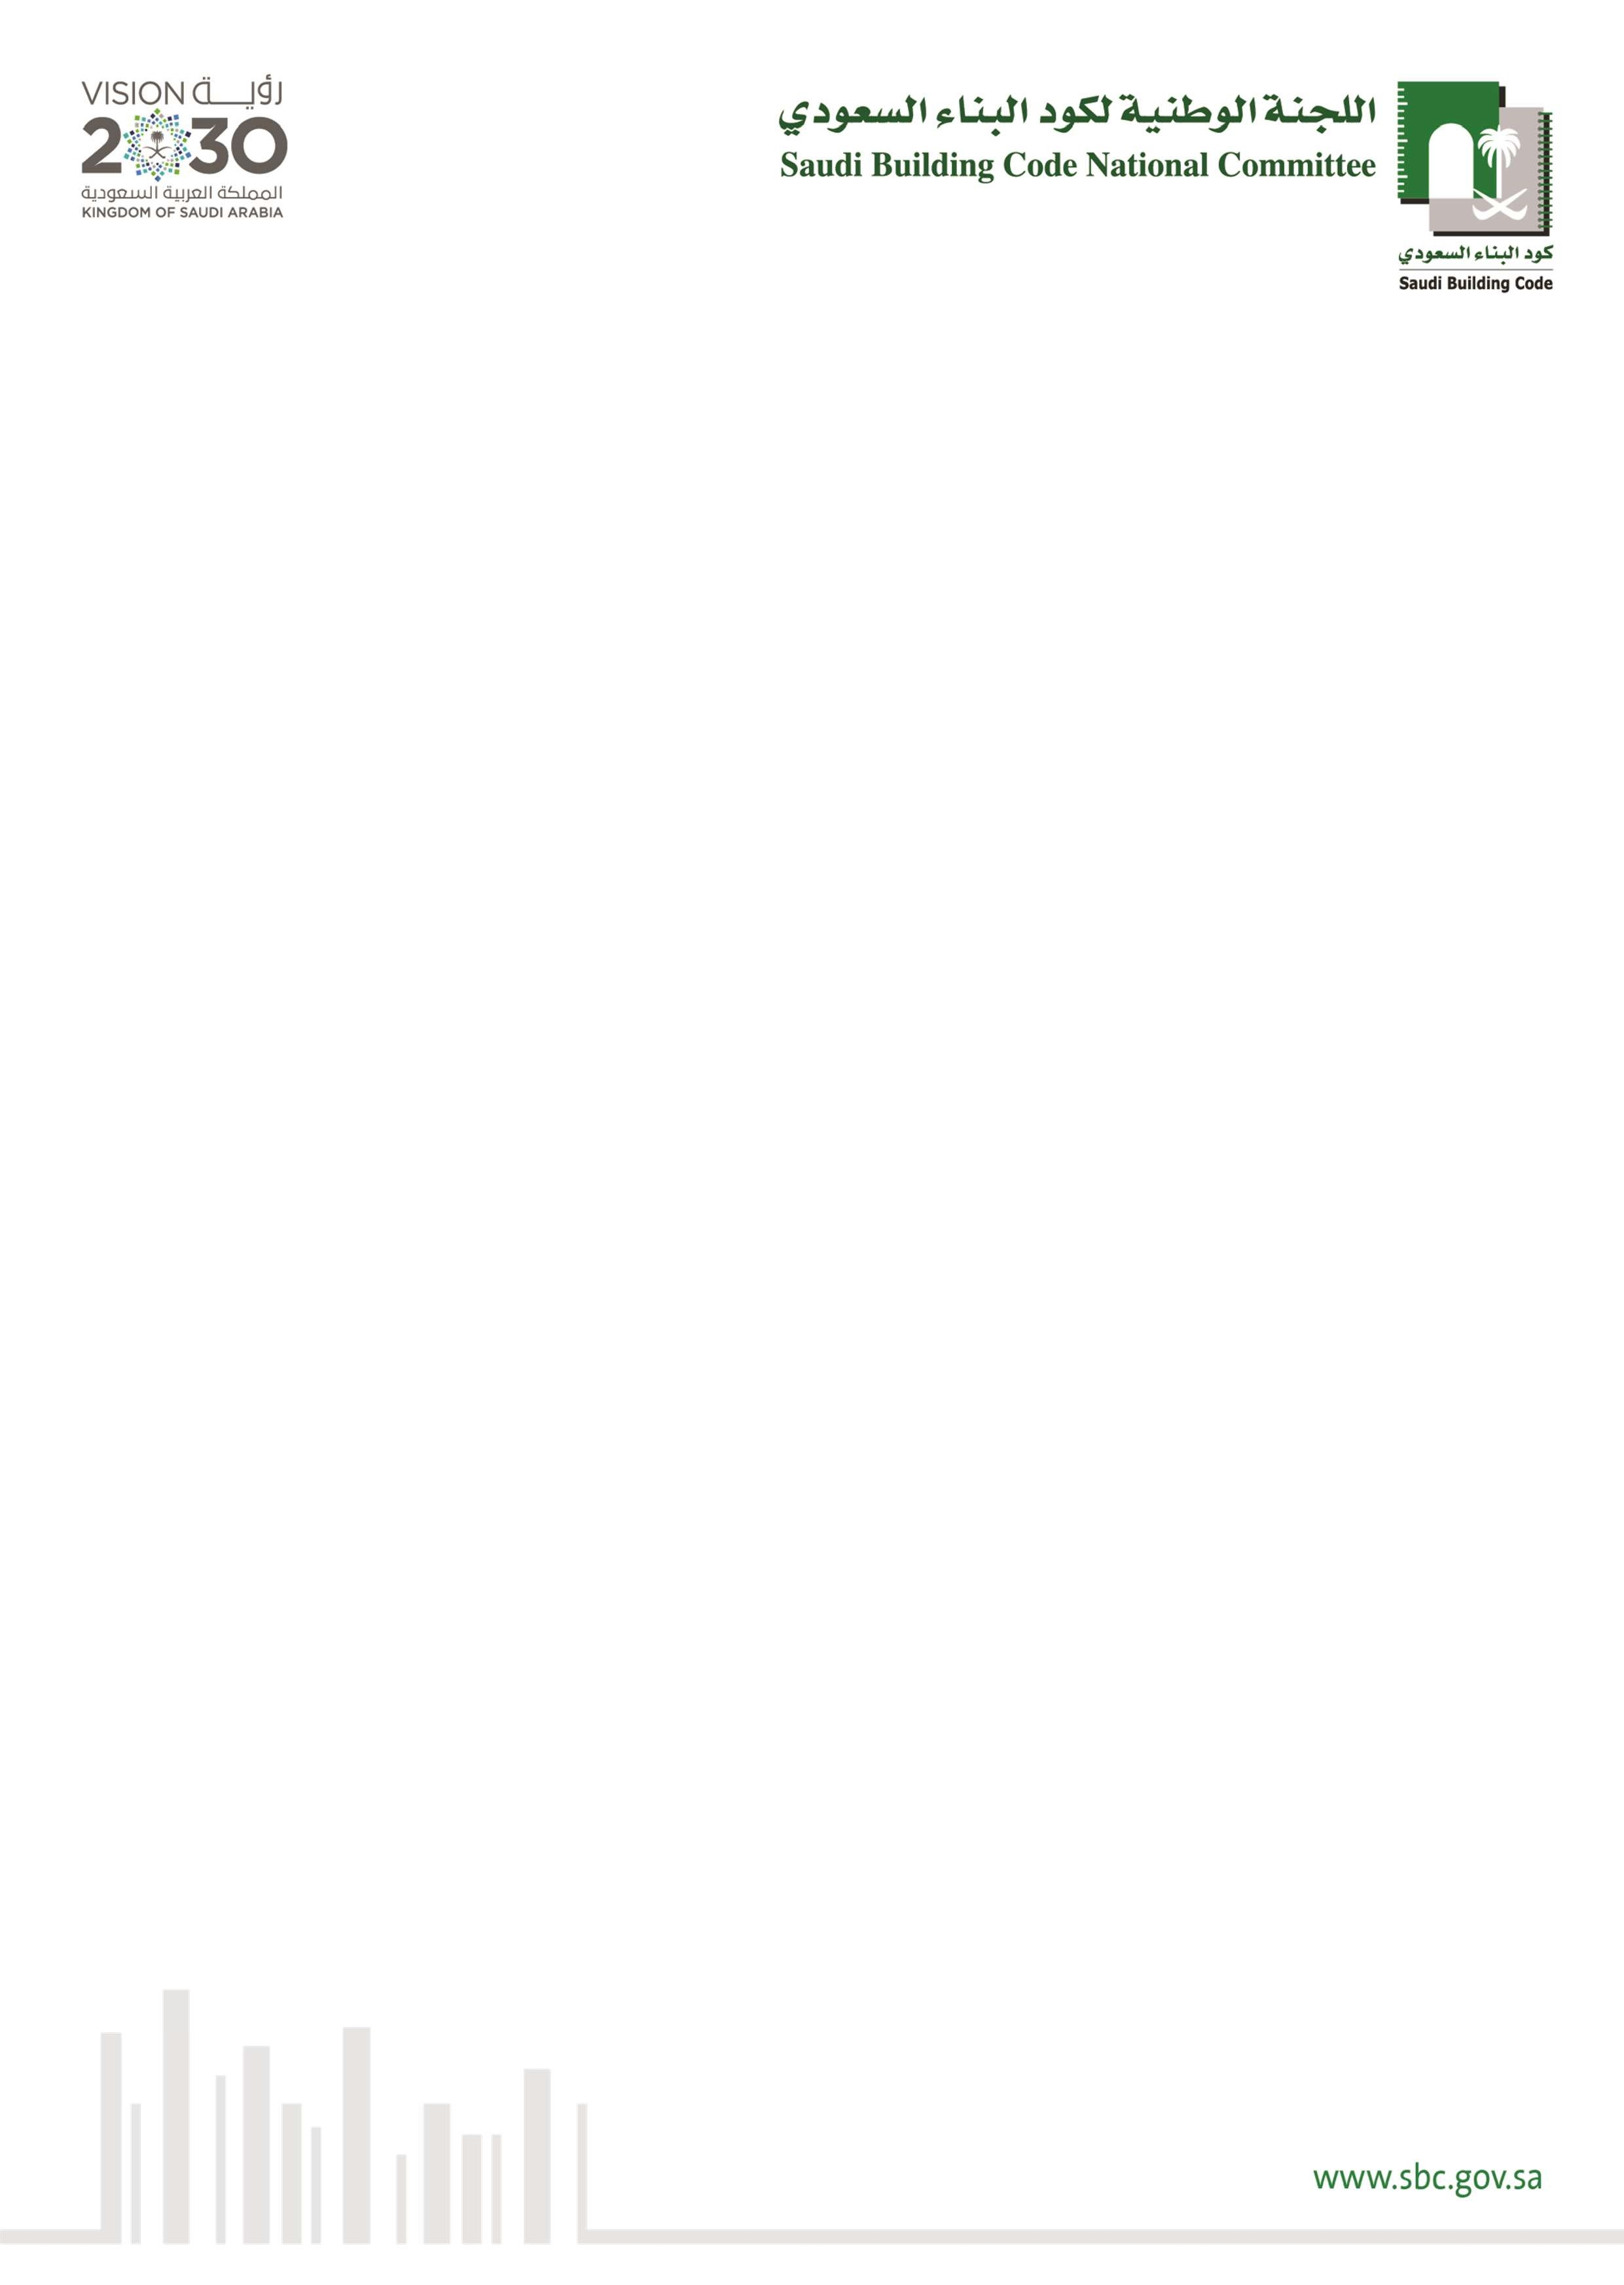 VISION رؤيــة
2030
المملكة العربية السعودية
KINGDOM OF SAUDI ARABIA
اللجنة الوطنية لكود البناء السعودي
Saudi Building Code National Committee
كود البناء السعودي
Saudi Building Code
www.sbc.gov.sa